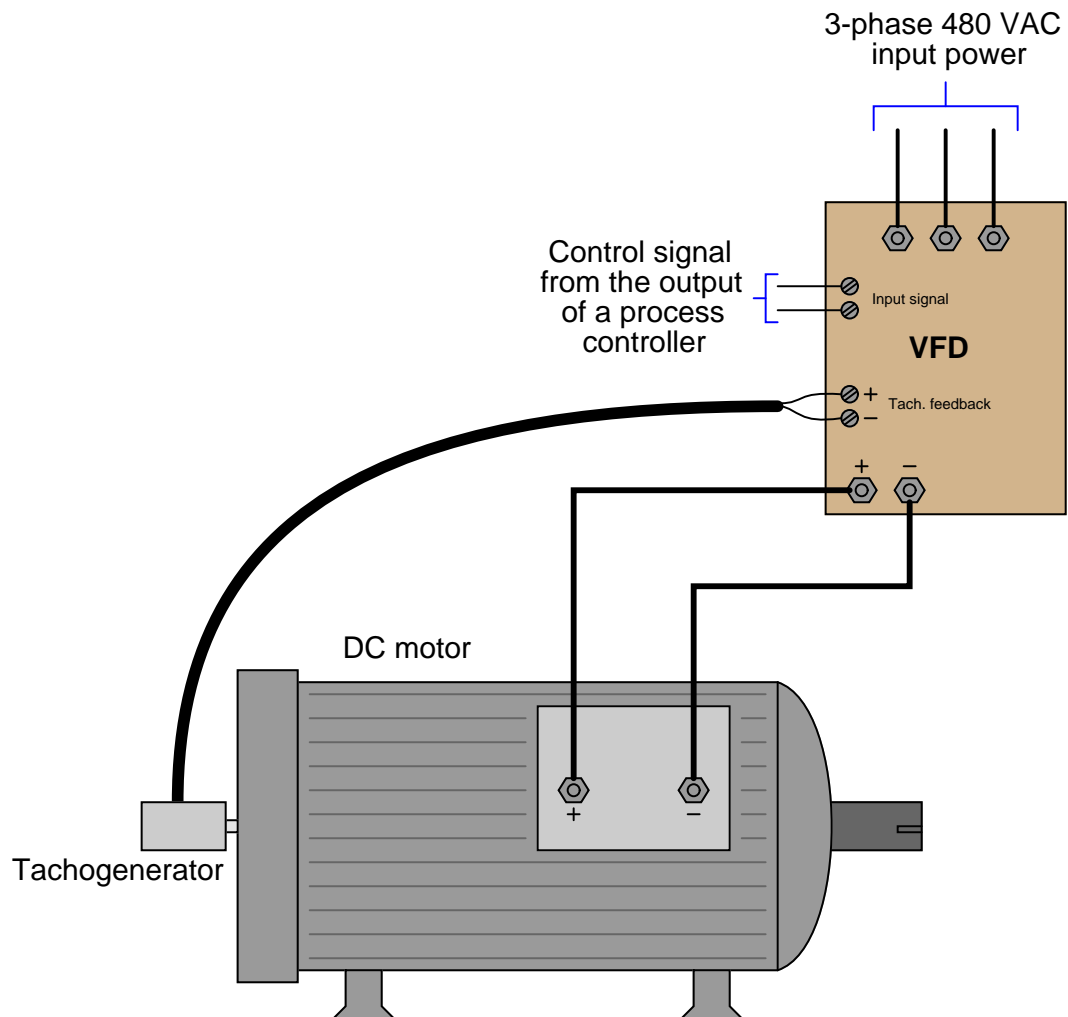 3-phase 480 VAC
input power
Control signal
from the output
of a process
controller
Input signal
VFD
+
Tach. feedback
−
+ −
DC motor
+ −
Tachogenerator